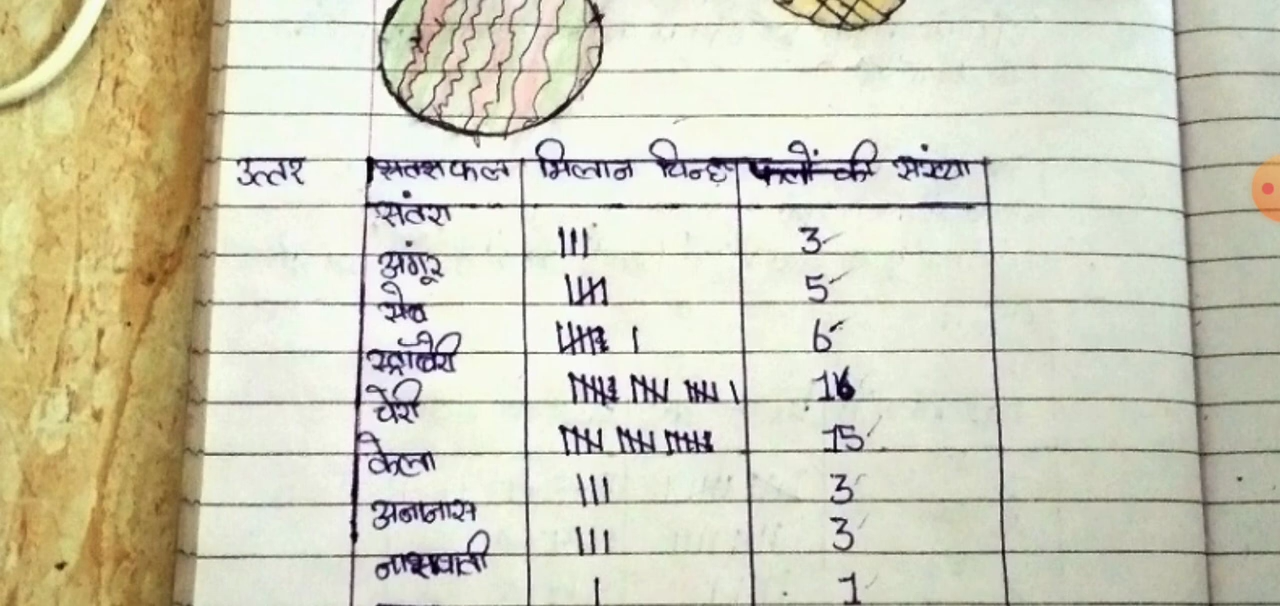 उत्तर फल मिलान चिन्ह फलों की संख्या
संतरा ||| 3
अंगूर 5
सेब 6
स्ट्रॉबेरी 16
चेरी 15
केला ||| 3
अनानास ||| 3
नाशपाती | 1